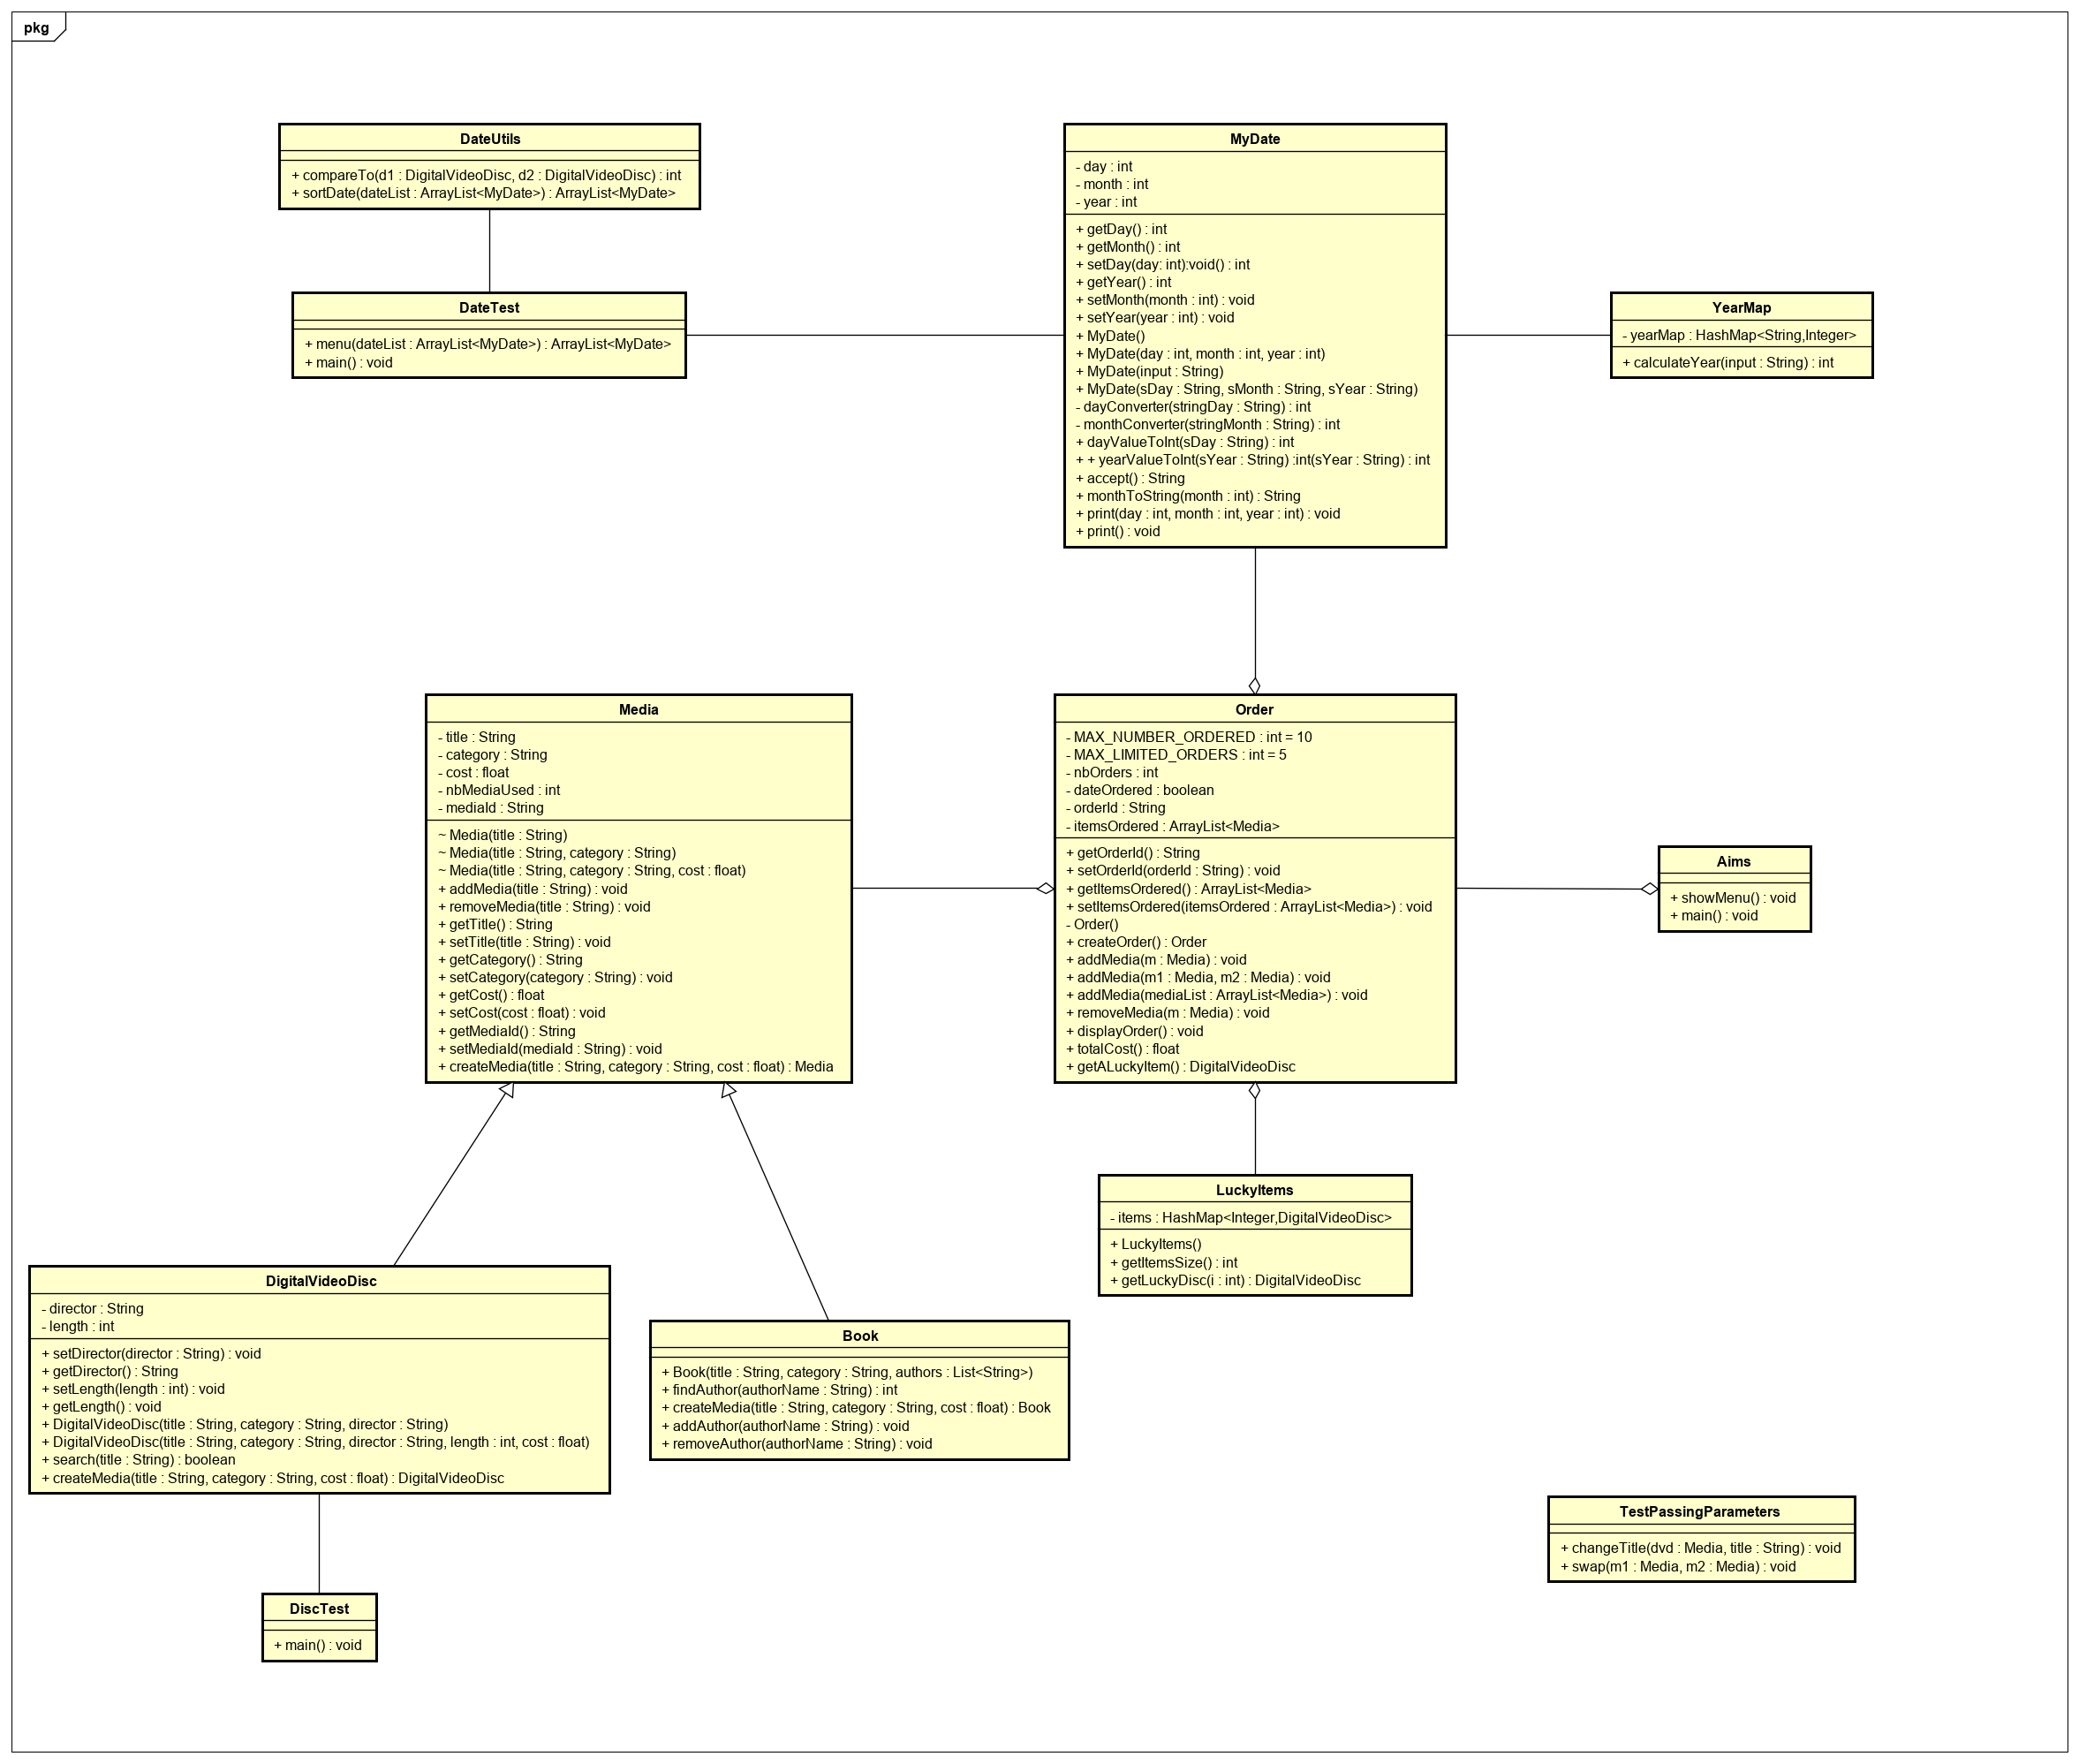 pkg
DateUtils
+ compareTo(d1 : DigitalVideoDisc, d2 : DigitalVideoDisc) : int
+ sortDate(dateList : ArrayList<MyDate>) : ArrayList<MyDate>
DateTest
+ menu(dateList : ArrayList<MyDate>) : ArrayList<MyDate>
+ main() : void
MyDate
- day : int
- month : int
- year : int
+ getDay() : int
+ getMonth() : int
+ setDay(day: int):void() : int
+ getYear() : int
+ setMonth(month : int) : void
+ setYear(year : int) : void
+ MyDate()
+ MyDate(day : int, month : int, year : int)
+ MyDate(input : String)
+ MyDate(sDay : String, sMonth : String, sYear : String)
- dayConverter(stringDay : String) : int
- monthConverter(stringMonth : String) : int
+ dayValueToInt(sDay : String) : int
+ + yearValueToInt(sYear : String) :int(sYear : String) : int
+ accept() : String
+ monthToString(month : int) : String
+ print(day : int, month : int, year : int) : void
+ print() : void
YearMap
- yearMap : HashMap<String,Integer>
+ calculateYear(input : String) : int
Media
- title : String
- category : String
- cost : float
- nbMediaUsed : int
- mediaId : String
~ Media(title : String)
~ Media(title : String, category : String)
~ Media(title : String, category : String, cost : float)
+ addMedia(title : String) : void
+ removeMedia(title : String) : void
+ getTitle() : String
+ setTitle(title : String) : void
+ getCategory() : String
+ setCategory(category : String) : void
+ getCost() : float
+ setCost(cost : float) : void
+ getMediaId() : String
+ setMediaId(mediaId : String) : void
+ createMedia(title : String, category : String, cost : float) : Media
Order
- MAX_NUMBER_ORDERED : int = 10
- MAX_LIMITED_ORDERS : int = 5
- nbOrders : int
- dateOrdered : boolean
- orderId : String
- itemsOrdered : ArrayList<Media>
+ getOrderId() : String
+ setOrderId(orderId : String) : void
+ getItemsOrdered() : ArrayList<Media>
+ setItemsOrdered(itemsOrdered : ArrayList<Media>) : void
- Order()
+ createOrder() : Order
+ addMedia(m : Media) : void
+ addMedia(m1 : Media, m2 : Media) : void
+ addMedia(mediaList : ArrayList<Media>) : void
+ removeMedia(m : Media) : void
+ displayOrder() : void
+ totalCost() : float
+ getALuckyItem() : DigitalVideoDisc
Aims
+ showMenu() : void
+ main() : void
LuckyItems
- items : HashMap<Integer,DigitalVideoDisc>
+ LuckyItems()
+ getItemsSize() : int
+ getLuckyDisc(i : int) : DigitalVideoDisc
DigitalVideoDisc
- director : String
- length : int
+ setDirector(director : String) : void
+ getDirector() : String
+ setLength(length : int) : void
+ getLength() : void
+ DigitalVideoDisc(title : String, category : String, director : String)
+ DigitalVideoDisc(title : String, category : String, director : String, length : int, cost : float)
+ search(title : String) : boolean
+ createMedia(title : String, category : String, cost : float) : DigitalVideoDisc
Book
+ Book(title : String, category : String, authors : List<String>)
+ findAuthor(authorName : String) : int
+ createMedia(title : String, category : String, cost : float) : Book
+ addAuthor(authorName : String) : void
+ removeAuthor(authorName : String) : void
TestPassingParameters
+ changeTitle(dvd : Media, title : String) : void
+ swap(m1 : Media, m2 : Media) : void
DiscTest
+ main() : void